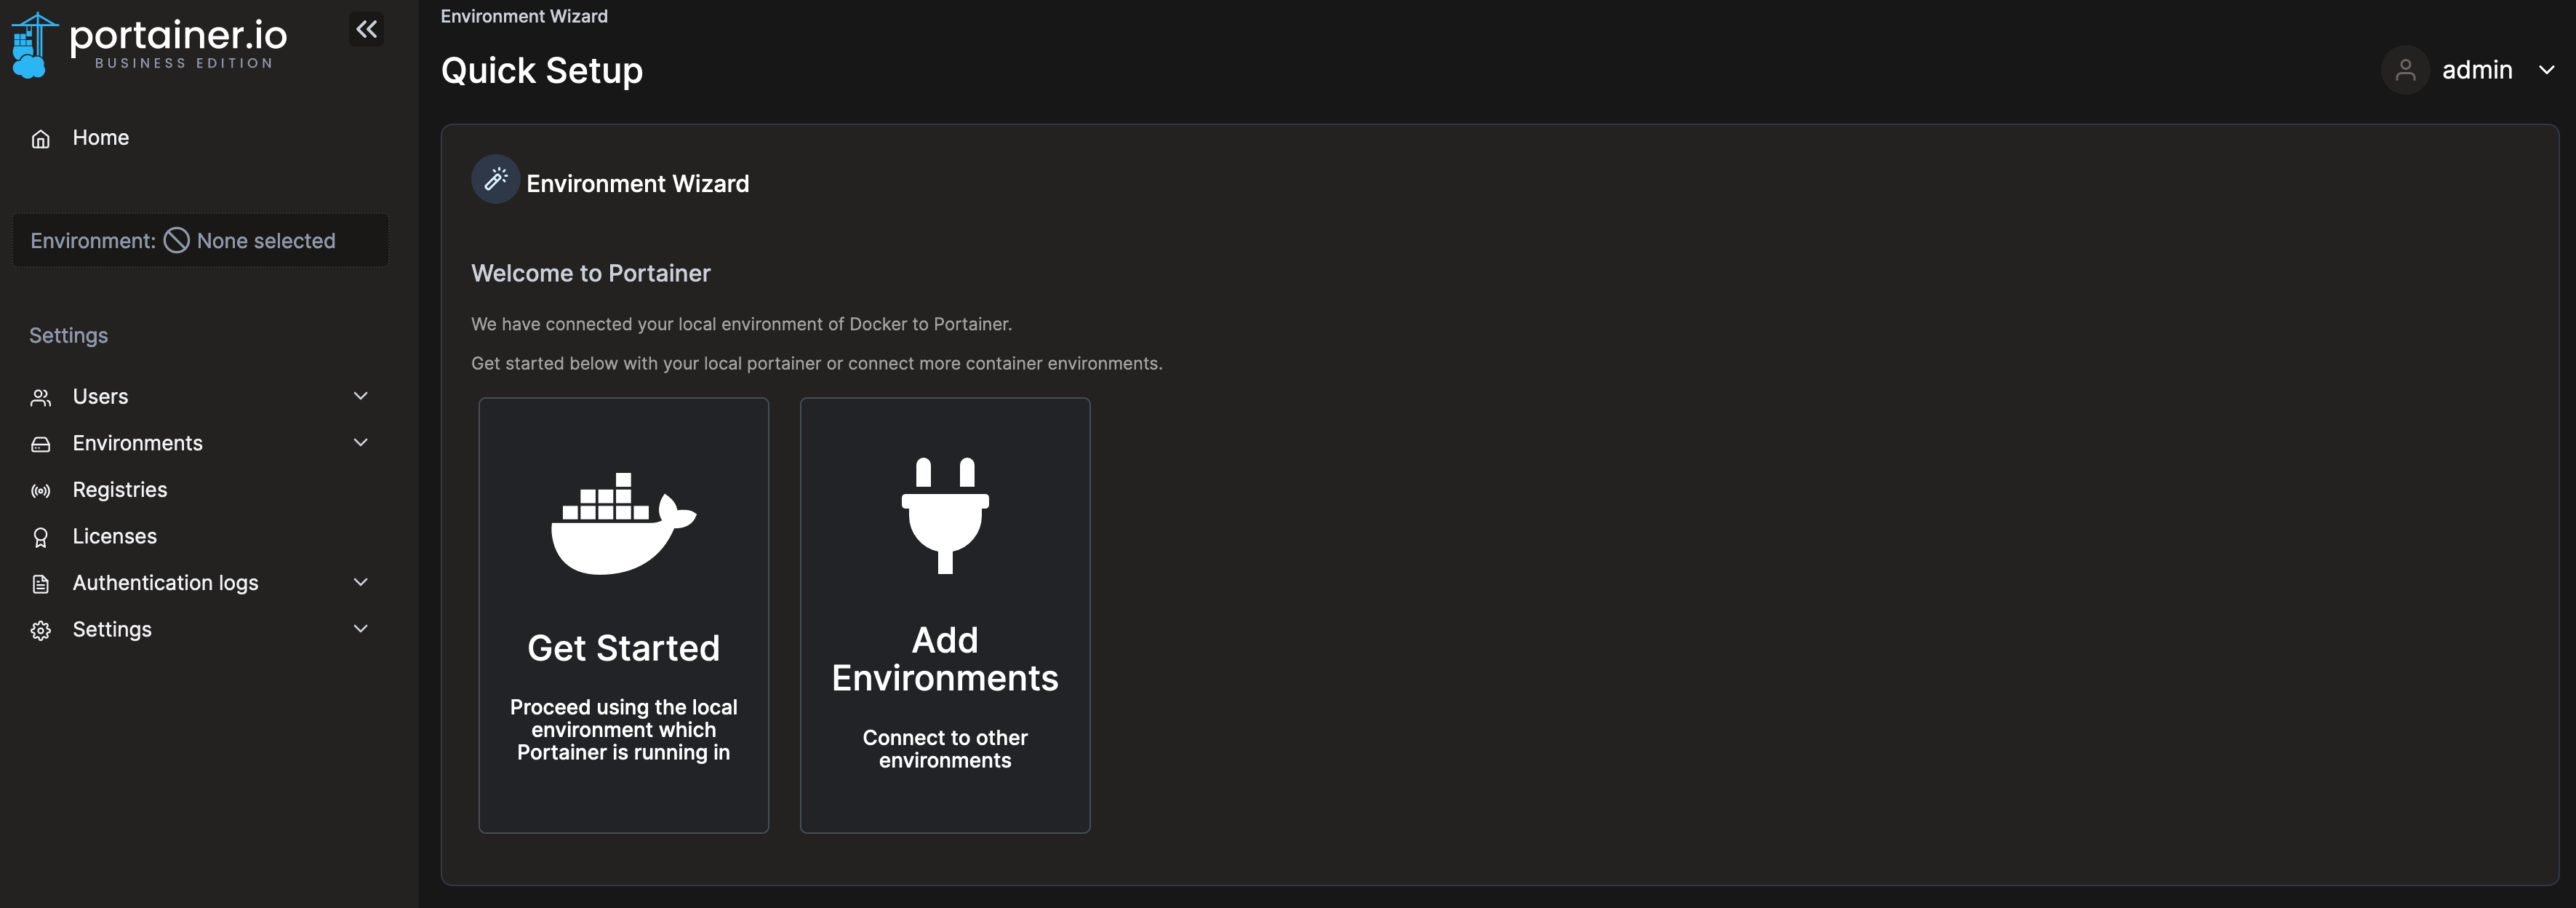 portainer.io
BUSINESS EDITION
Home
Environment: None selected
Settings
Users
Environments
Registries
Licenses
Authentication logs
Settings
Environment Wizard
Quick Setup
admin
Environment Wizard
Welcome to Portainer
We have connected your local environment of Docker to Portainer.
Get started below with your local portainer or connect more container environments.
Get Started
Proceed using the local
environment which
Portainer is running in
Add
Environments
Connect to other
environments